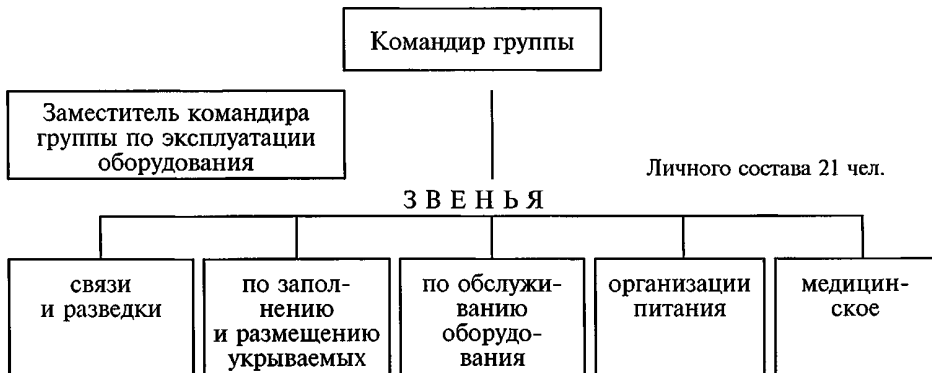 Командир группы
Заместитель командира
группы по эксплуатации
оборудования
Личного состава 21 чел.
ЗВЕНЬЯ
связи
и разведки
по запол-
нению
и размещению
укрываемых
по обслужи-
ванию
оборудо-
вания
организации
питания
медицин-
ское